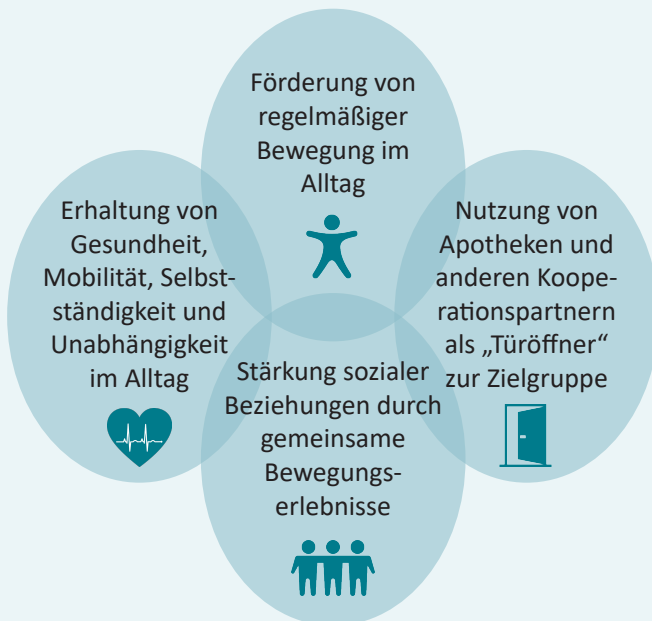 Förderung von
regelmäßiger
Bewegung im
Alltag
Erhaltung von
Gesundheit,
Mobilität, Selbst-
ständigkeit und
Unabhängigkeit
im Alltag
Nutzung von
Apotheken und
anderen Koope-
rationspartnern
als „Türöffner“
zur Zielgruppe
Stärkung sozialer
Beziehungen durch
gemeinsame
Bewegungs-
erlebnisse